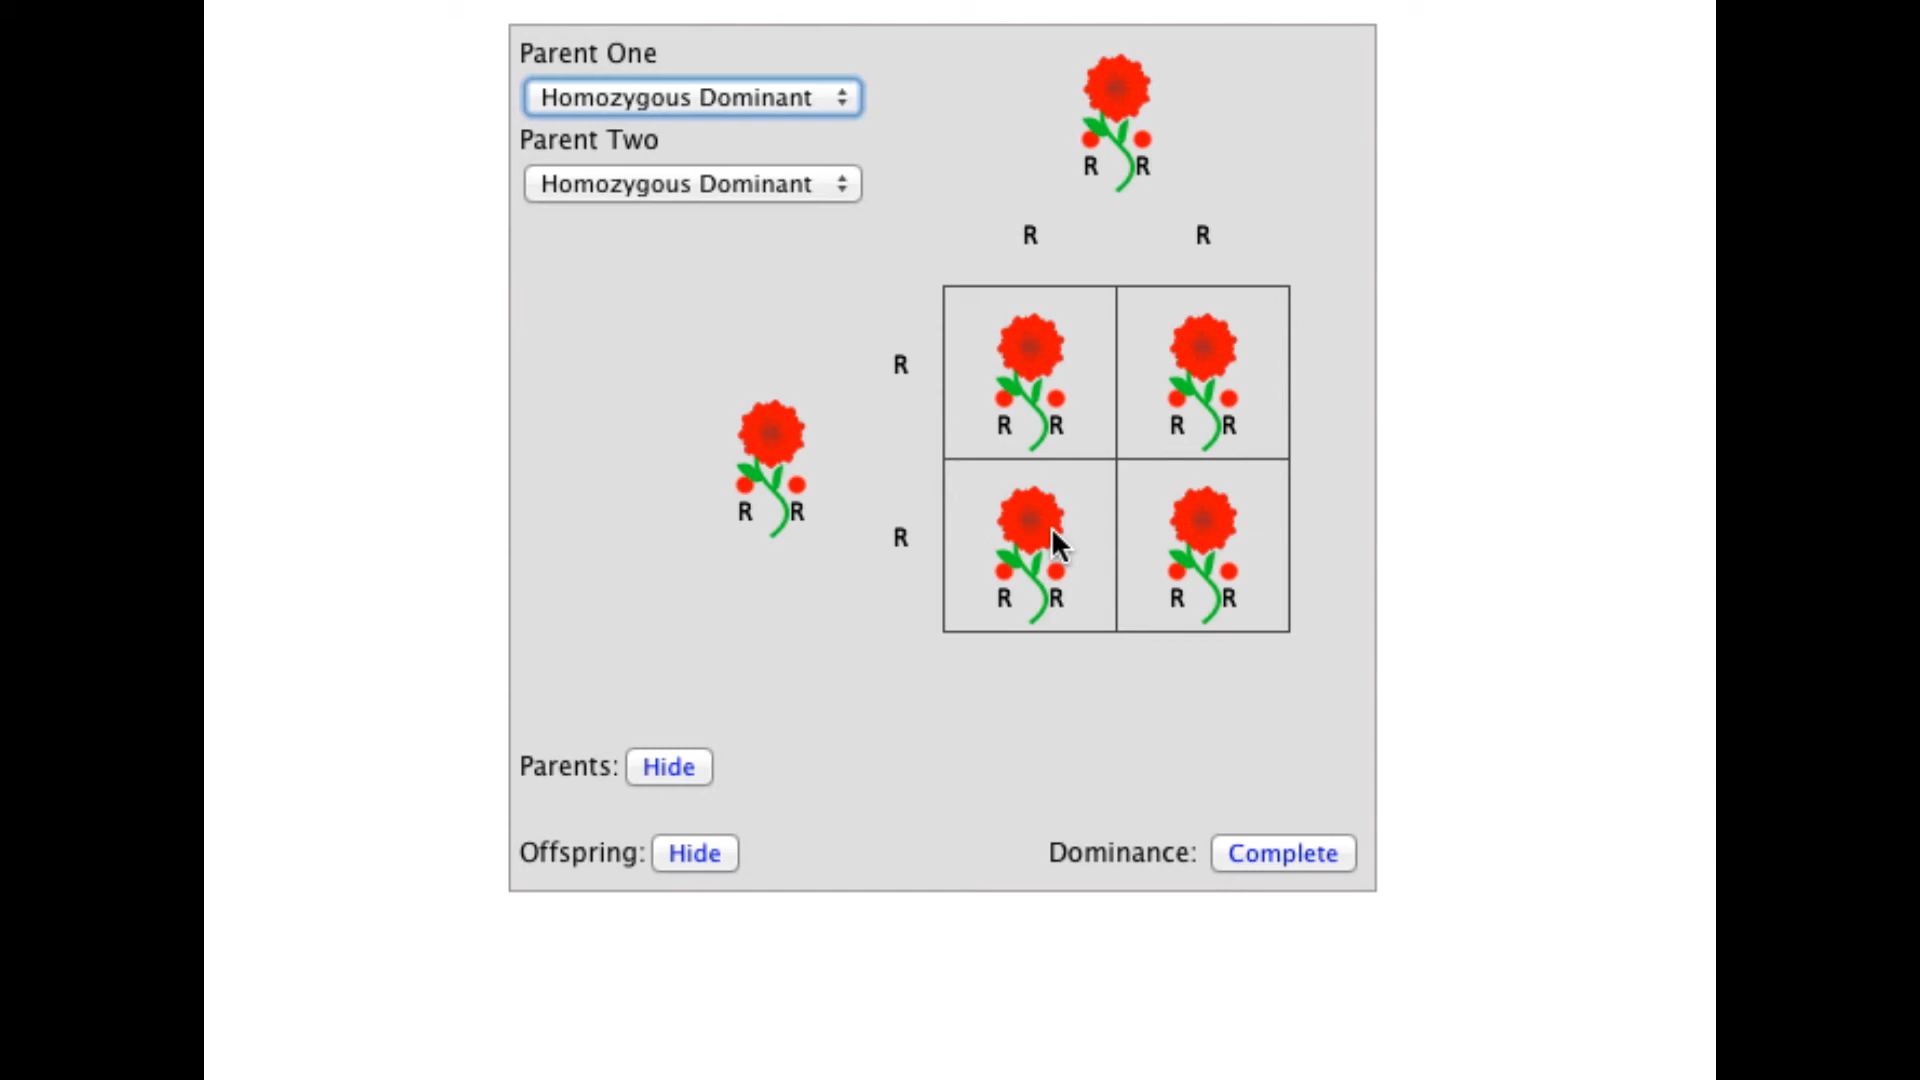 Parent One
Homozygous Dominant
Parent Two
Homozygous Dominant
R R
R R
R
R R R R
R R
R
R R R R
Parents: Hide
Offspring: Hide
Dominance: Complete